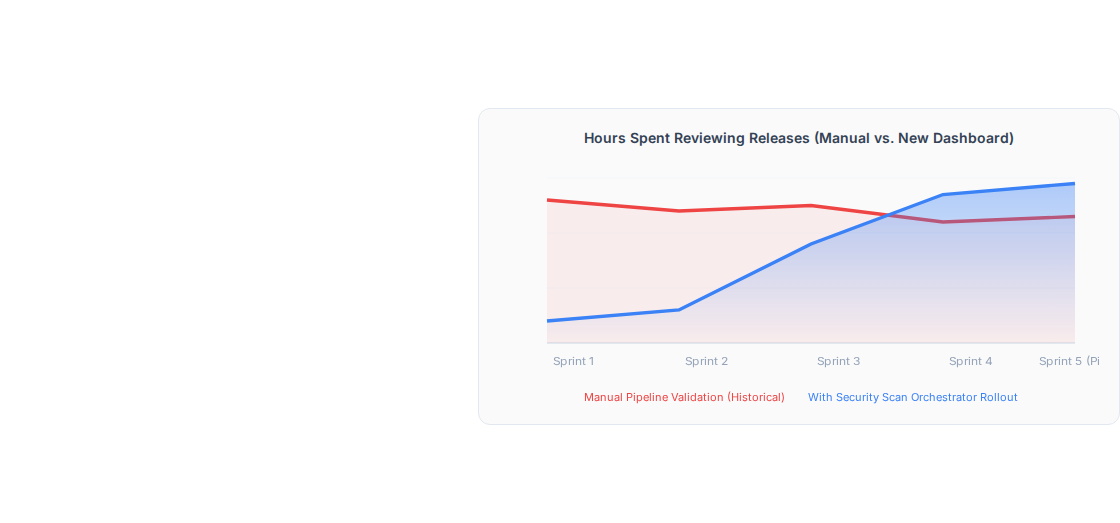 Hours Spent Reviewing Releases (Manual vs. New Dashboard)
Sprint 1 Sprint 2 Sprint 3 Sprint 4 Sprint 5 (Pi
Manual Pipeline Validation (Historical) With Security Scan Orchestrator Rollout